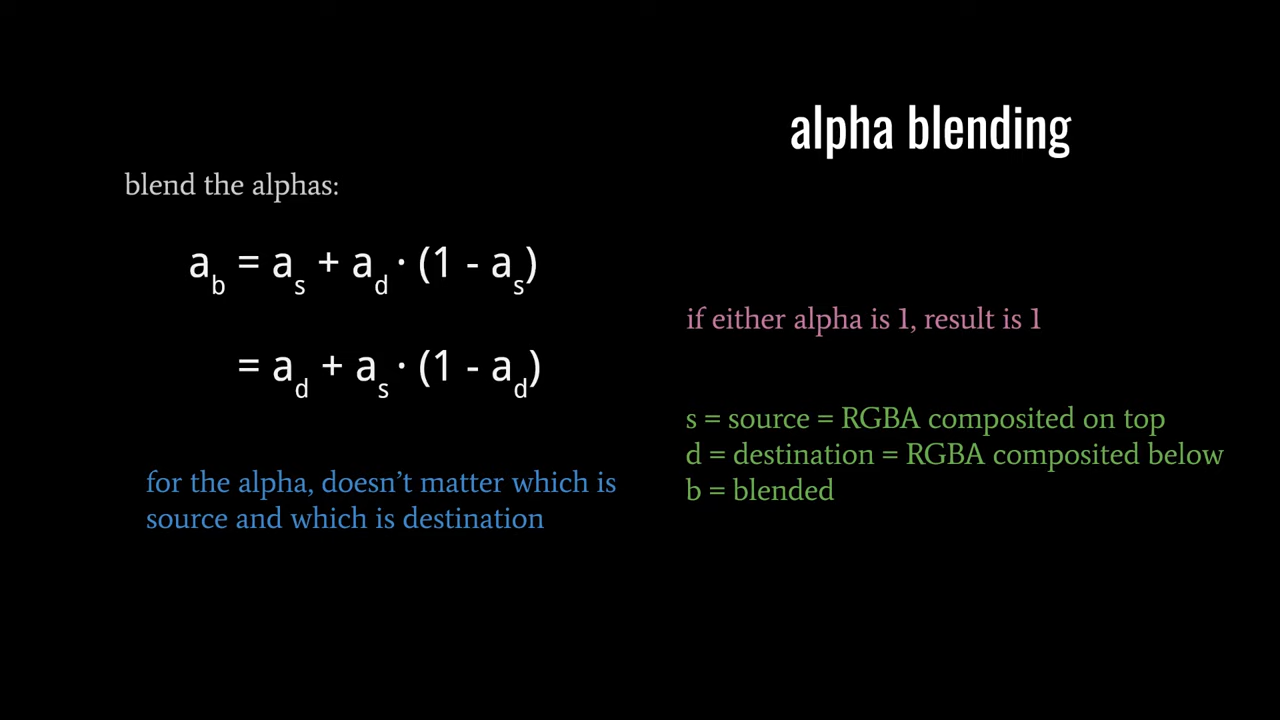 alpha blending
blend the alphas:
a_b = a_s + a_d · (1 - a_s)
= a_d + a_s · (1 - a_d)
for the alpha, doesn’t matter which is
source and which is destination
if either alpha is 1, result is 1
s = source = RGBA composited on top
d = destination = RGBA composited below
b = blended